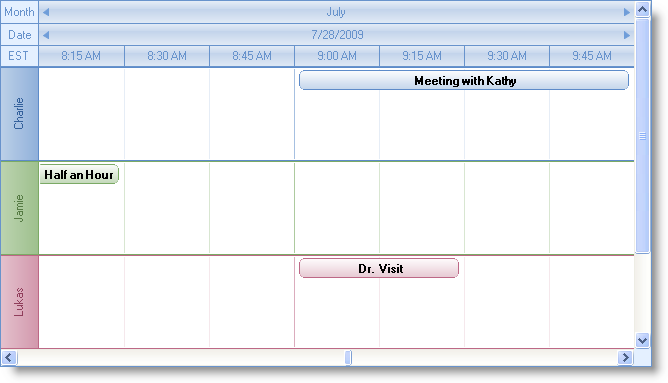 Month July
Date 7/28/2009
EST 8:15 AM 8:30 AM 8:45 AM 9:00 AM 9:15 AM 9:30 AM 9:45 AM
Charlie Meeting with Kathy
Jamie Half an Hour
Lukas Dr. Visit